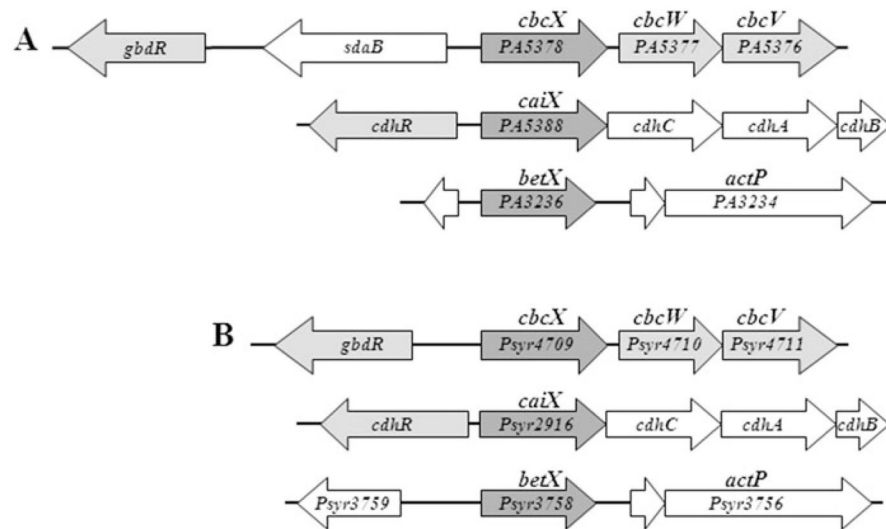 A
cbcX cbcW cbcV
gbdR sdaB PA5378 PA5377 PA5376
caiX
cdhR PA5388 cdhC cdhA cdhB
betX actP
PA3236 PA3234
B
cbcX cbcW cbcV
gbdR Psyr4709 Psyr4710 Psyr4711
caiX
cdhR Psyr2916 cdhC cdhA cdhB
betX actP
Psyr3759 Psyr3758 Psyr3756